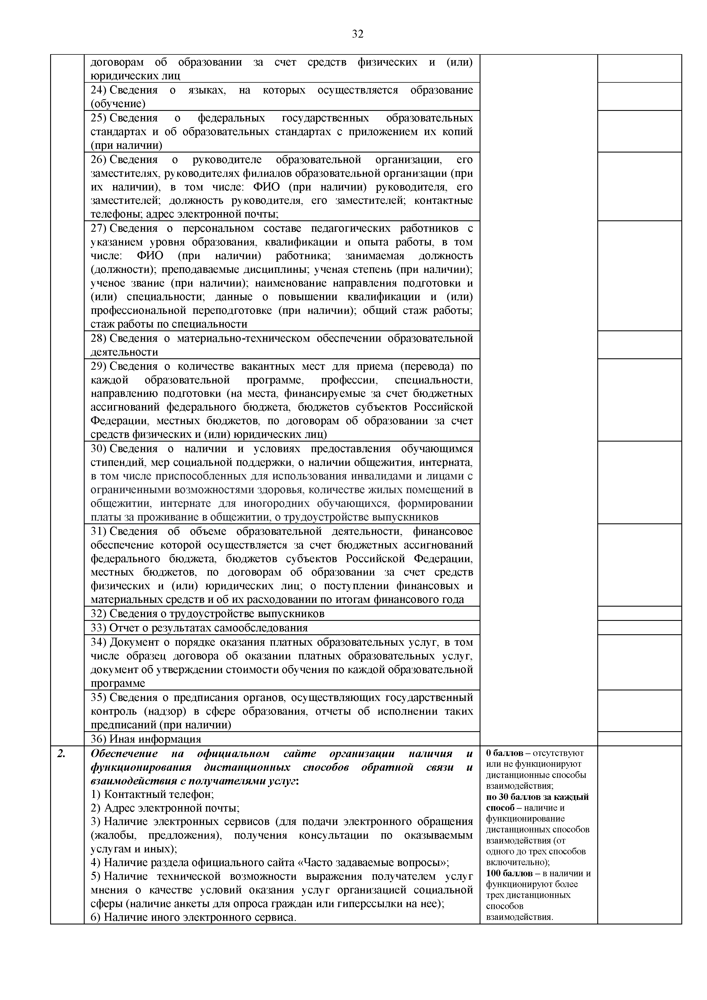 32
договорам об образовании за счет средств физических и (или)
юридических лиц
24) Сведения о языках, на которых осуществляется образование
(обучение)
25) Сведения о федеральных государственных образовательных
стандартах и об образовательных стандартах с приложением их копий
(при наличии)
26) Сведения о руководителе образовательной организации, его
заместителях, руководителях филиалов образовательной организации (при
их наличии), в том числе: ФИО (при наличии) руководителя, его
заместителей; должность руководителя, его заместителей; контактные
телефоны; адрес электронной почты;
27) Сведения о персональном составе педагогических работников с
указанием уровня образования, квалификации и опыта работы, в том
числе: ФИО (при наличии) работника; занимаемая должность
(должности); преподаваемые дисциплины; ученая степень (при наличии);
ученое звание (при наличии); наименование направления подготовки и
(или) специальности; данные о повышении квалификации и (или)
профессиональной переподготовке (при наличии); общий стаж работы;
стаж работы по специальности
28) Сведения о материально-техническом обеспечении образовательной
деятельности
29) Сведения о количестве вакантных мест для приема (перевода) по
каждой образовательной программе, профессии, специальности,
направлению подготовки (на места, финансируемые за счет бюджетных
ассигнований федерального бюджета, бюджетов субъектов Российской
Федерации, местных бюджетов, по договорам об образовании за счет
средств физических и (или) юридических лиц)
30) Сведения о наличии и условиях предоставления обучающимся
стипендий, мер социальной поддержки, о наличии общежития, интерната,
в том числе приспособленных для использования инвалидами и лицами с
ограниченными возможностями здоровья, количестве жилых помещений в
общежитии, интернате для иногородних обучающихся, формировании
платы за проживание в общежитии, о трудоустройстве выпускников
31) Сведения об объеме образовательной деятельности, финансовое
обеспечение которой осуществляется за счет бюджетных ассигнований
федерального бюджета, бюджетов субъектов Российской Федерации,
местных бюджетов, по договорам об образовании за счет средств
физических и (или) юридических лиц; о поступлении финансовых и
материальных средств и об их расходовании по итогам финансового года
32) Сведения о трудоустройстве выпускников
33) Отчет о результатах самообследования
34) Документ о порядке оказания платных образовательных услуг, в том
числе образец договора об оказании платных образовательных услуг,
документ об утверждении стоимости обучения по каждой образовательной
программе
35) Сведения о предписания органов, осуществляющих государственный
контроль (надзор) в сфере образования, отчеты об исполнении таких
предписаний (при наличии)
36) Иная информация
2.
Обеспечение на официальном сайте организации наличия и
функционирования дистанционных способов обратной связи и
взаимодействия с получателями услуг:
1) Контактный телефон;
2) Адрес электронной почты;
3) Наличие электронных сервисов (для подачи электронного обращения
(жалобы, предложения), получения консультации по оказываемым
услугам и иных);
4) Наличие раздела официального сайта «Часто задаваемые вопросы»;
5) Наличие технической возможности выражения получателем услуг
мнения о качестве условий оказания услуг организацией социальной
сферы (наличие анкеты для опроса граждан или гиперссылки на нее);
6) Наличие иного электронного сервиса.
0 баллов – отсутствуют
или не функционируют
дистанционные способы
взаимодействия;
по 30 баллов за каждый
способ – наличие и
функционирование
дистанционных способов
взаимодействия (от
одного до трех способов
включительно);
100 баллов – в наличии и
функционируют более
трех дистанционных
способов
взаимодействия.